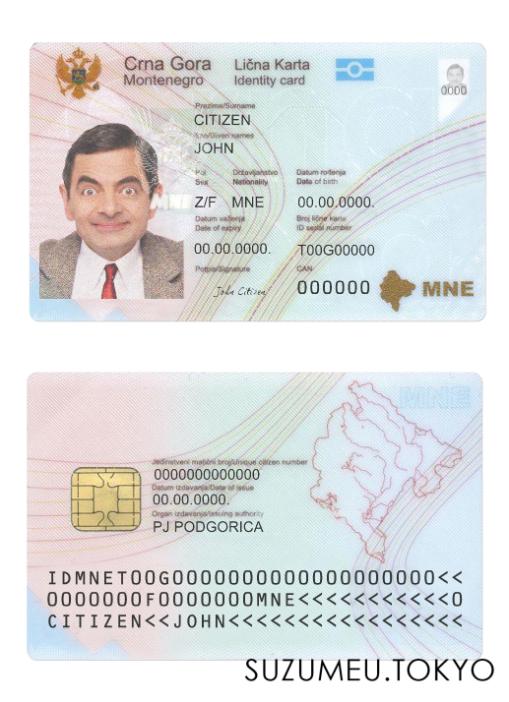 Crna Gora Lična Karta
Montenegro Identity card
0000
Prezime/Surname
CITIZEN
Ime/Given names
JOHN
Pol Državljanstvo Datum rođenja
Sex Nationality Date of birth
Z/F MNE 00.00.0000.
Datum važenja Broj lične karte
Date of expiry ID serial number
00.00.0000. T00G00000
Potpis/Signature CAN
John Citizen 000000 MNE
MNE
Jedinstveni matični broj/Unique citizen number
0000000000000
Datum izdavanja/Date of issue
00.00.0000.
Organ izdavanja/Issuing authority
PJ PODGORICA
IDMNET00G00000000000000000000<<
0000000F0000000MNE<<<<<<<<<<<0
CITIZEN<<JOHN<<<<<<<<<<<<<<<<<
SUZUMEU.TOKYO